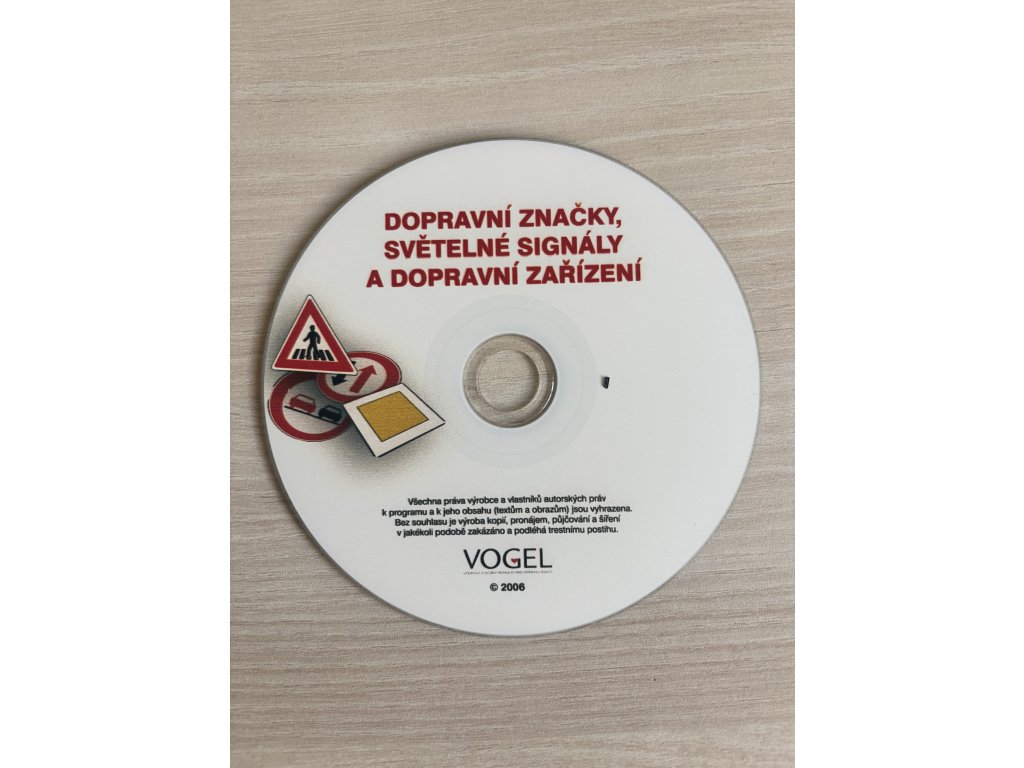 DOPRAVNÍ ZNAČKY,
SVĚTELNÉ SIGNÁLY
A DOPRAVNÍ ZAŘÍZENÍ
Všechna práva výrobce a vlastníků autorských práv
k programu a k jeho obsahu (textům a obrazům) jsou vyhrazena.
Bez souhlasu je výroba kopií, pronájem, půjčování a šíření
v jakékoli podobě zakázáno a podléhá trestnímu postihu.
VOGEL
© 2006